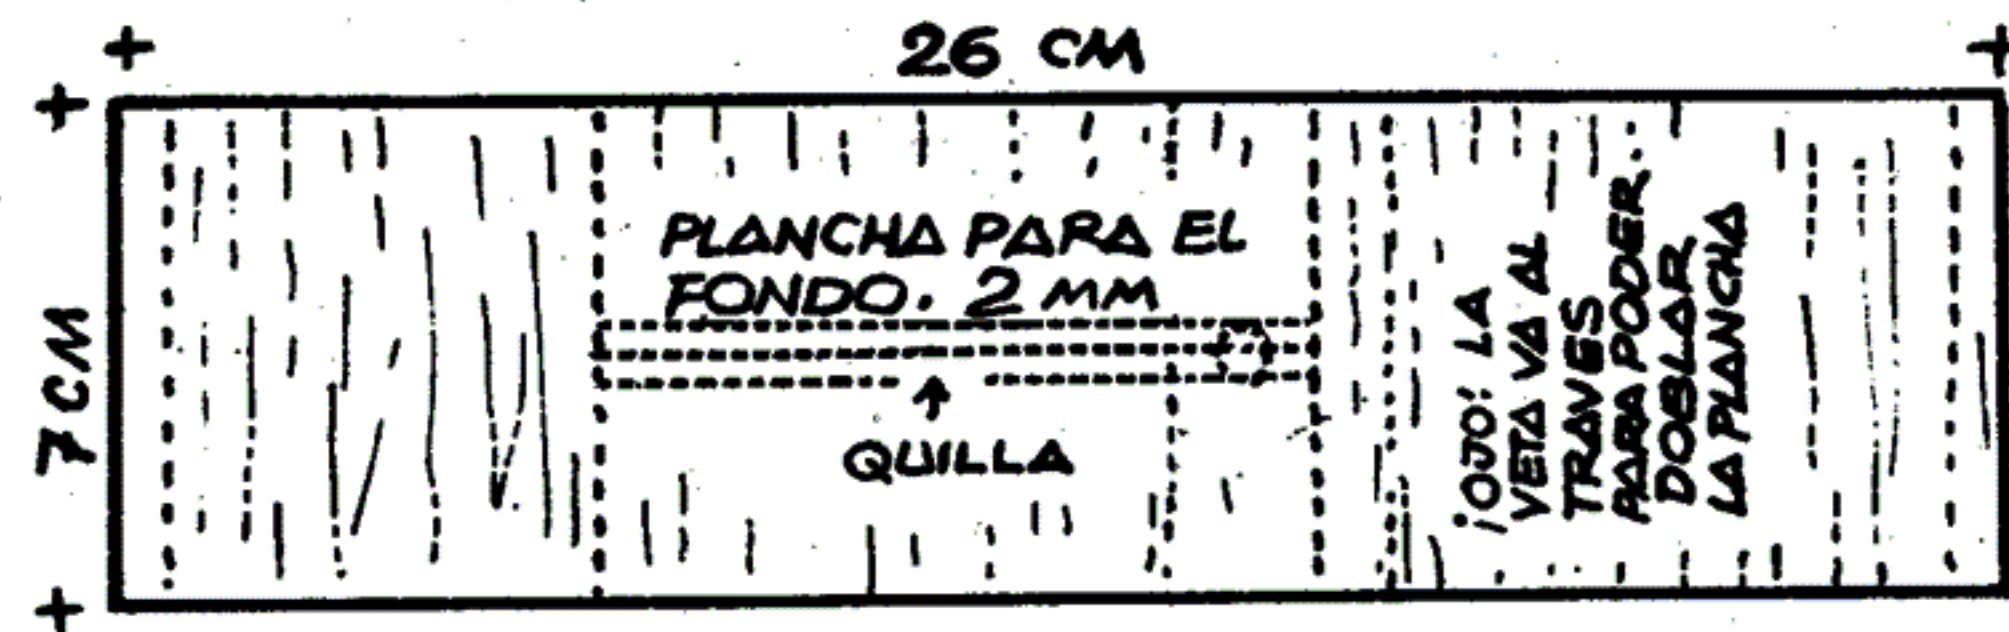 26 CM
7 CM
PLANCHA PARA EL
FONDO. 2 MM
QUILLA
¡OJO! LA
VETA VA AL
TRAVES
PARA PODER.
DOBLAR
LA PLANCHA